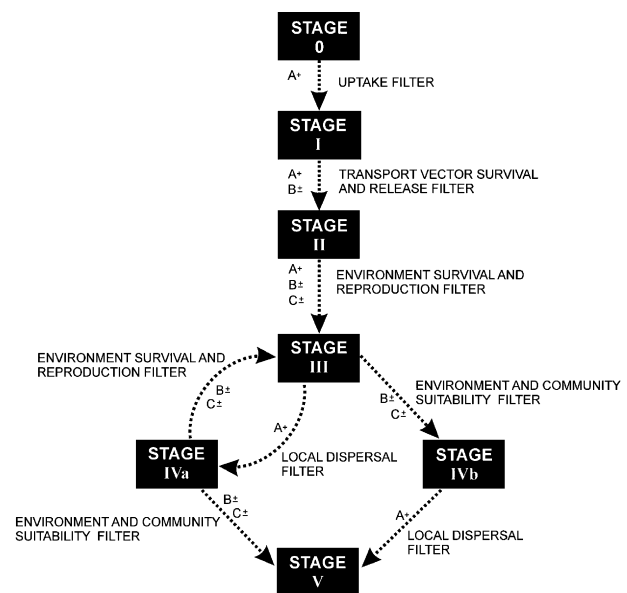 STAGE
0
A+
UPTAKE FILTER
STAGE
I
A+
B±
TRANSPORT VECTOR SURVIVAL
AND RELEASE FILTER
STAGE
II
A+
B±
C±
ENVIRONMENT SURVIVAL AND
REPRODUCTION FILTER
STAGE
III
ENVIRONMENT SURVIVAL AND
REPRODUCTION FILTER
B±
C±
A+
LOCAL DISPERSAL
FILTER
B±
C±
ENVIRONMENT AND COMMUNITY
SUITABILITY FILTER
STAGE
IVa
STAGE
IVb
B±
C±
ENVIRONMENT AND COMMUNITY
SUITABILITY FILTER
A+
LOCAL DISPERSAL
FILTER
STAGE
V